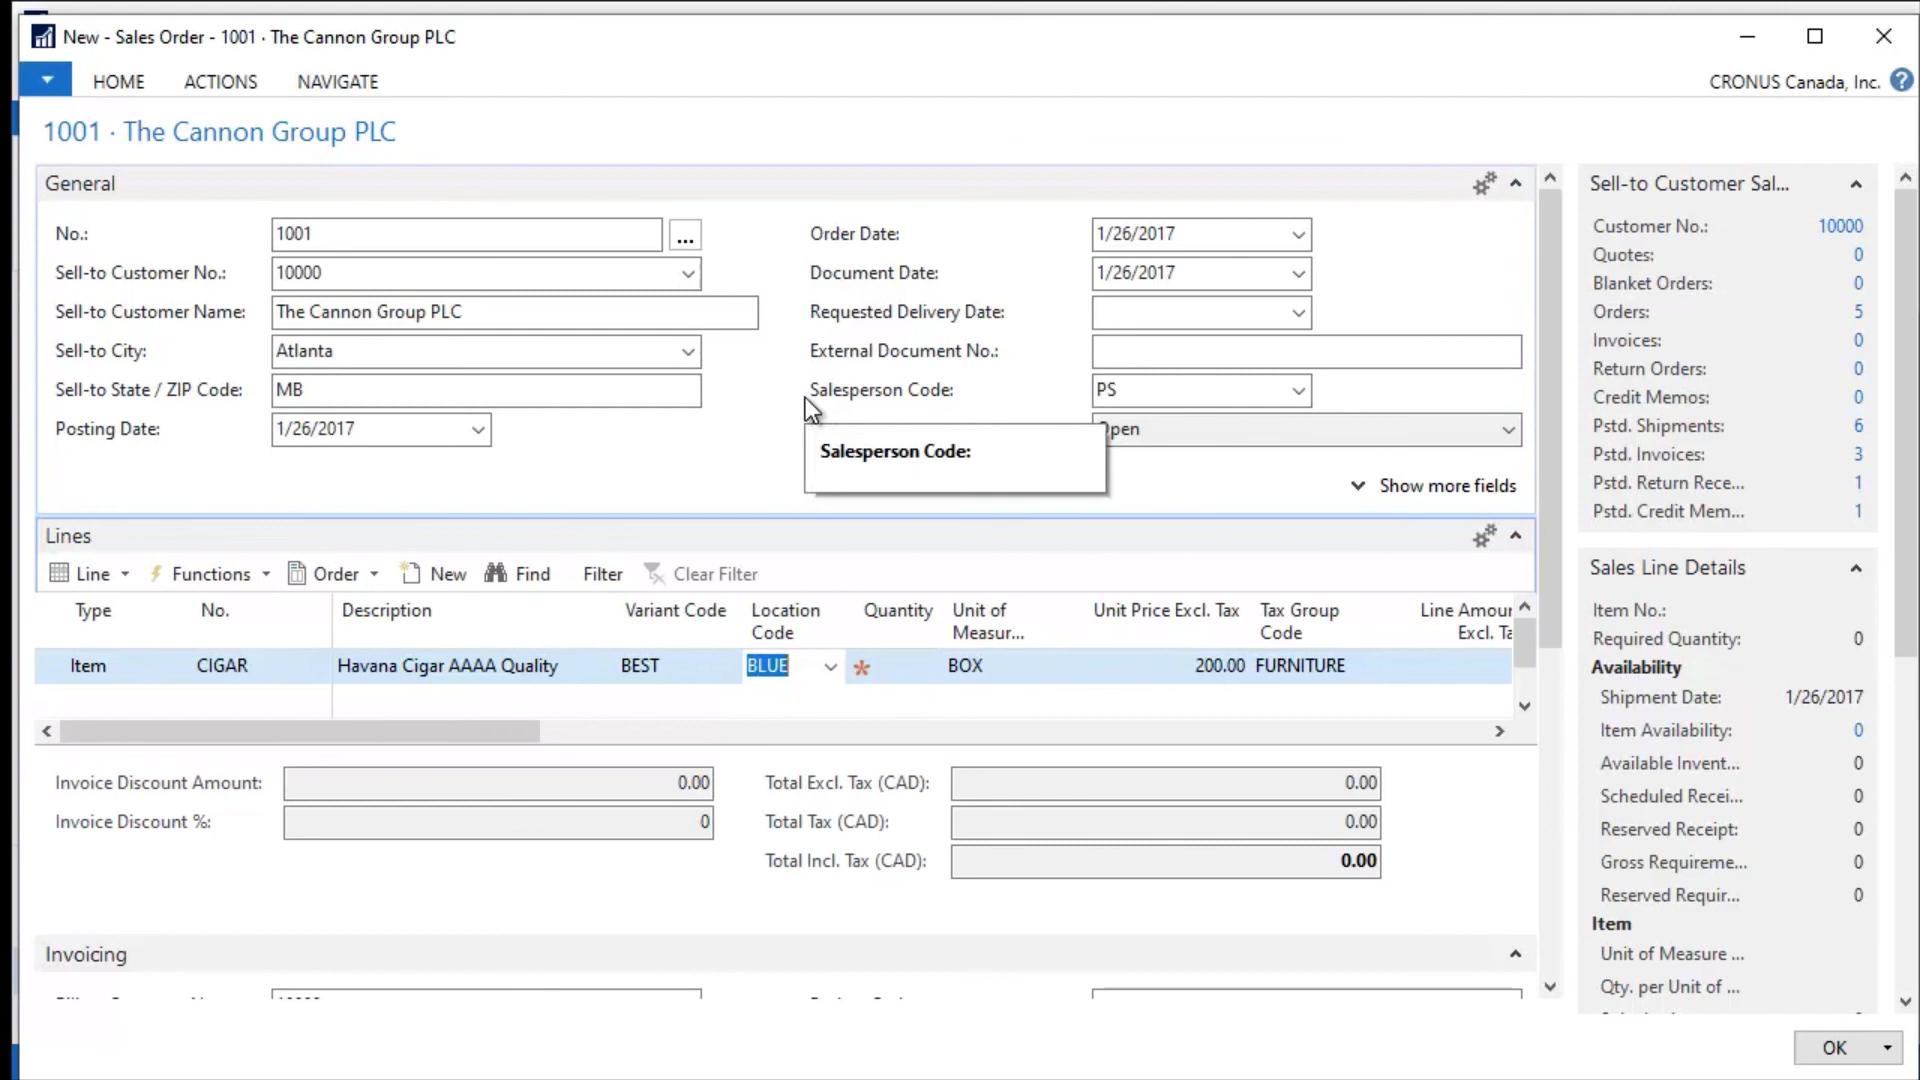 New - Sales Order - 1001 · The Cannon Group PLC
HOME ACTIONS NAVIGATE CRONUS Canada, Inc. ?
1001 · The Cannon Group PLC
General
No.: 1001 ...
Sell-to Customer No.: 10000
Sell-to Customer Name: The Cannon Group PLC
Sell-to City: Atlanta
Sell-to State / ZIP Code: MB
Posting Date: 1/26/2017
Order Date: 1/26/2017
Document Date: 1/26/2017
Requested Delivery Date:
External Document No.:
Salesperson Code: PS
Open
Salesperson Code:
Show more fields
Lines
Line Functions Order New Find Filter Clear Filter
Type No. Description Variant Code Location Code Quantity Unit of Measur... Unit Price Excl. Tax Tax Group Code Line Amour Excl. Ta
Item CIGAR Havana Cigar AAAA Quality BEST BLUE * BOX 200.00 FURNITURE
Invoice Discount Amount: 0.00
Invoice Discount %: 0
Total Excl. Tax (CAD): 0.00
Total Tax (CAD): 0.00
Total Incl. Tax (CAD): 0.00
Invoicing
Sell-to Customer Sal...
Customer No.: 10000
Quotes: 0
Blanket Orders: 0
Orders: 5
Invoices: 0
Return Orders: 0
Credit Memos: 0
Pstd. Shipments: 6
Pstd. Invoices: 3
Pstd. Return Rece... 1
Pstd. Credit Mem... 1
Sales Line Details
Item No.:
Required Quantity: 0
Availability
Shipment Date: 1/26/2017
Item Availability: 0
Available Invent... 0
Scheduled Recei... 0
Reserved Receipt: 0
Gross Requireme... 0
Reserved Requir... 0
Item
Unit of Measure ...
Qty. per Unit of ...
OK